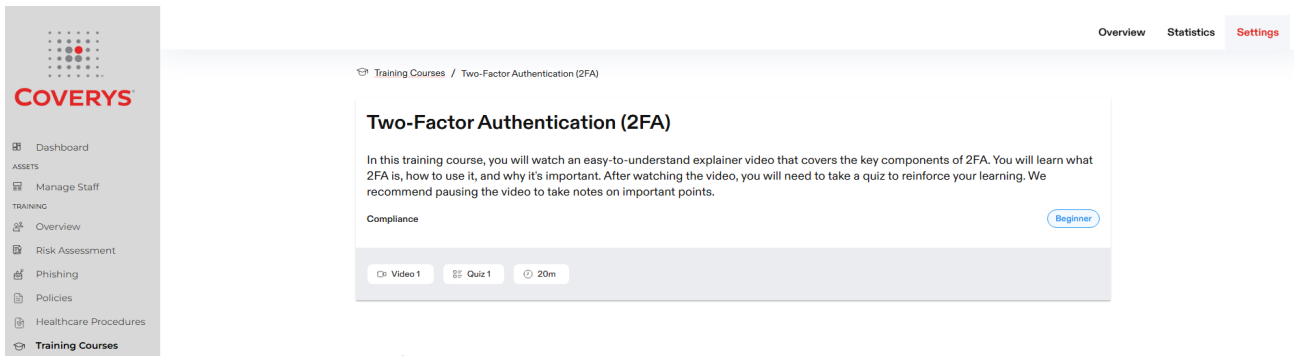 Overview Statistics Settings
COVERYS
Dashboard
ASSETS
Manage Staff
TRAINING
Overview
Risk Assessment
Phishing
Policies
Healthcare Procedures
Training Courses
Training Courses / Two-Factor Authentication (2FA)
Two-Factor Authentication (2FA)
In this training course, you will watch an easy-to-understand explainer video that covers the key components of 2FA. You will learn what
2FA is, how to use it, and why it's important. After watching the video, you will need to take a quiz to reinforce your learning. We
recommend pausing the video to take notes on important points.
Compliance
Beginner
Video 1 Quiz 1 20m